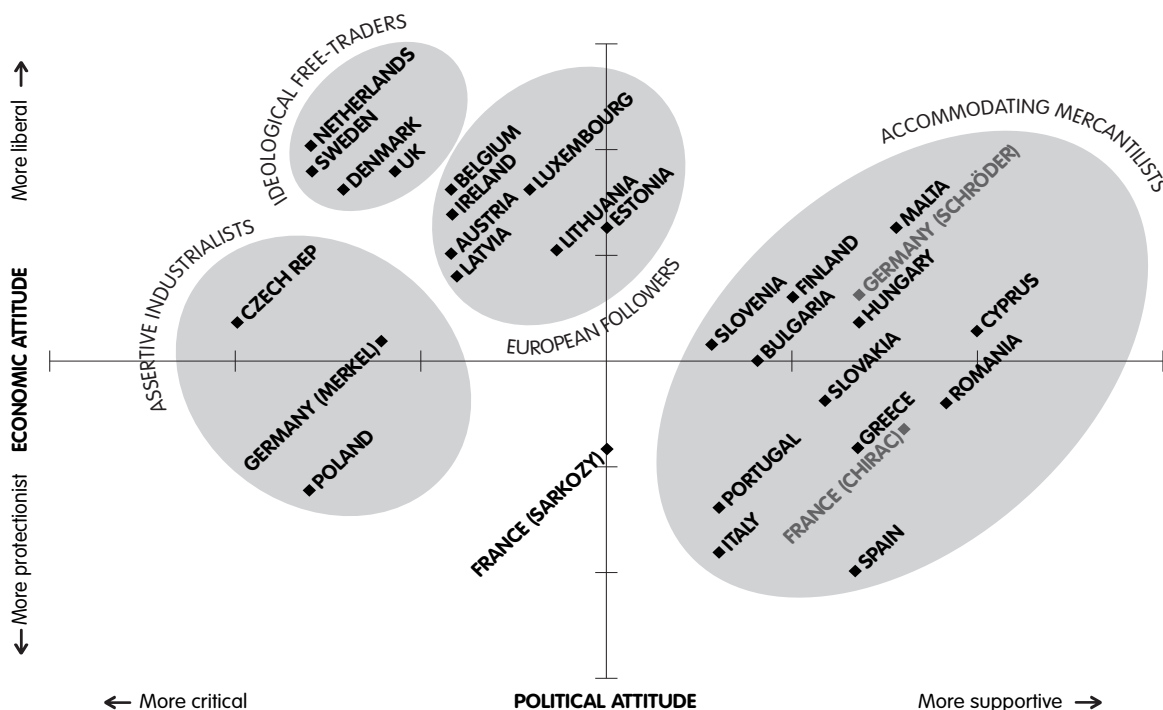 IDEOLOGICAL FREE-TRADERS
NETHERLANDS
SWEDEN
DENMARK
UK
BELGIUM
IRELAND
AUSTRIA
LATVIA
LUXEMBOURG
LITHUANIA
ESTONIA
EUROPEAN FOLLOWERS
ACCOMMODATING MERCANTILISTS
MALTA
GERMANY (SCHRÖDER)
FINLAND
HUNGARY
SLOVENIA
BULGARIA
CYPRUS
SLOVAKIA
ROMANIA
GREECE
FRANCE (CHIRAC)
PORTUGAL
ITALY
SPAIN
ASSERTIVE INDUSTRIALISTS
CZECH REP
GERMANY (MERKEL)
POLAND
FRANCE (SARKOZY)
More liberal
ECONOMIC ATTITUDE
More protectionist
More critical
POLITICAL ATTITUDE
More supportive